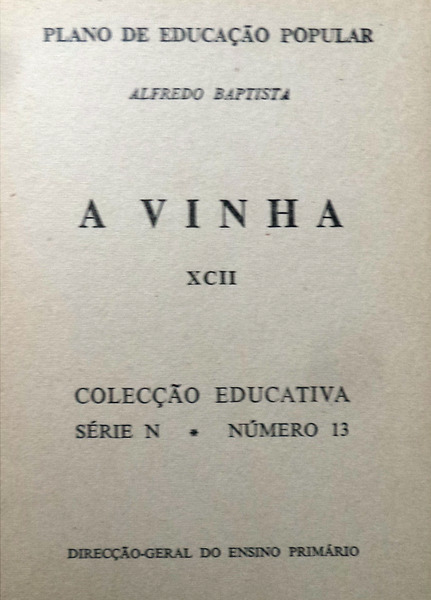 PLANO DE EDUCAÇÃO POPULAR
ALFREDO BAPTISTA
A VINHA
XCII
COLECÇÃO EDUCATIVA
SÉRIE N * NÚMERO 13
DIRECÇÃO-GERAL DO ENSINO PRIMÁRIO